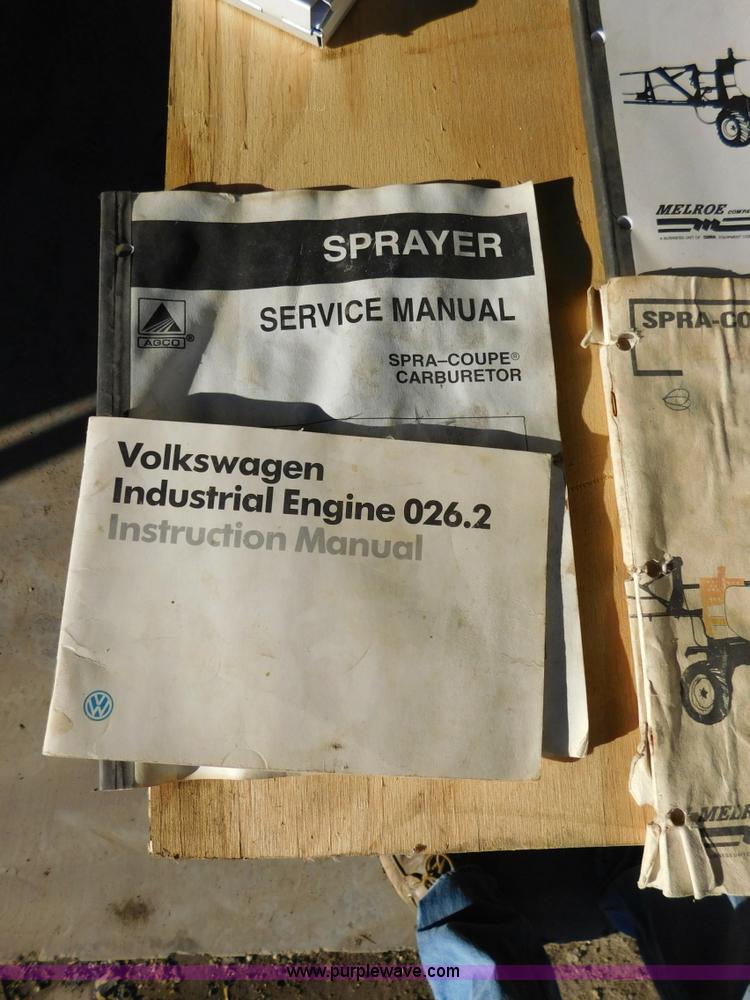 SPRAYER
AGCO®
SERVICE MANUAL
SPRA–COUPE®
CARBURETOR
Volkswagen
Industrial Engine 026.2
Instruction Manual
VW
MELROE
SPRA-CO
MELR
www.purplewave.com